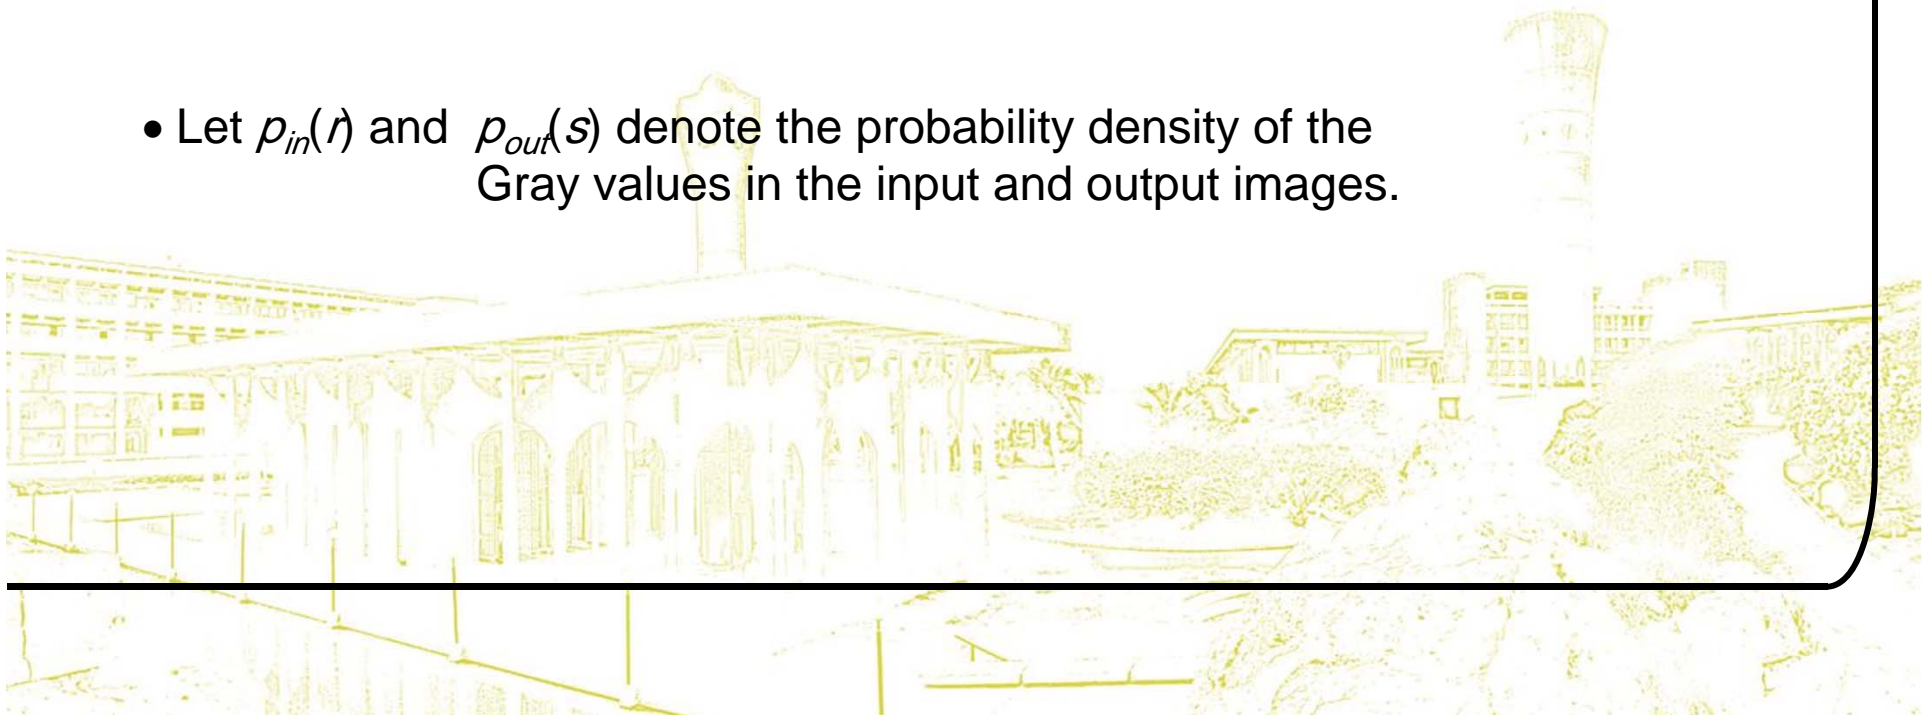 • Let p_in(r) and p_out(s) denote the probability density of the
Gray values in the input and output images.